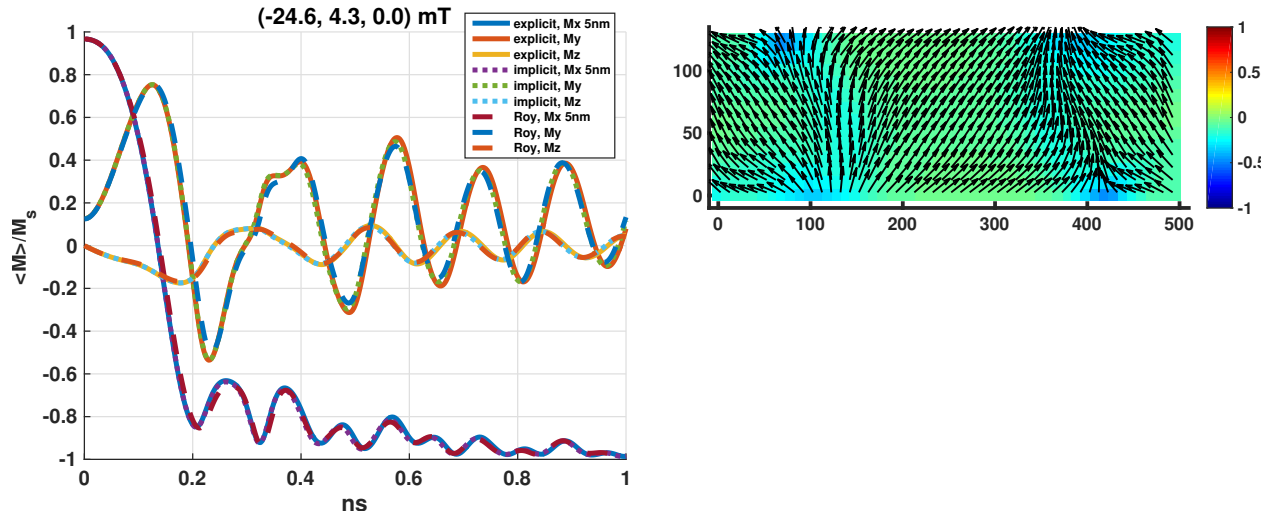 (-24.6, 4.3, 0.0) mT
explicit, Mx 5nm
explicit, My
explicit, Mz
implicit, Mx 5nm
implicit, My
implicit, Mz
Roy, Mx 5nm
Roy, My
Roy, Mz
1
0.8
0.6
0.4
0.2
0
-0.2
-0.4
-0.6
-0.8
-1
<M>/M_s
0 0.2 0.4 0.6 0.8 1
ns
100
50
0
0 100 200 300 400 500
1
0.5
0
-0.5
-1